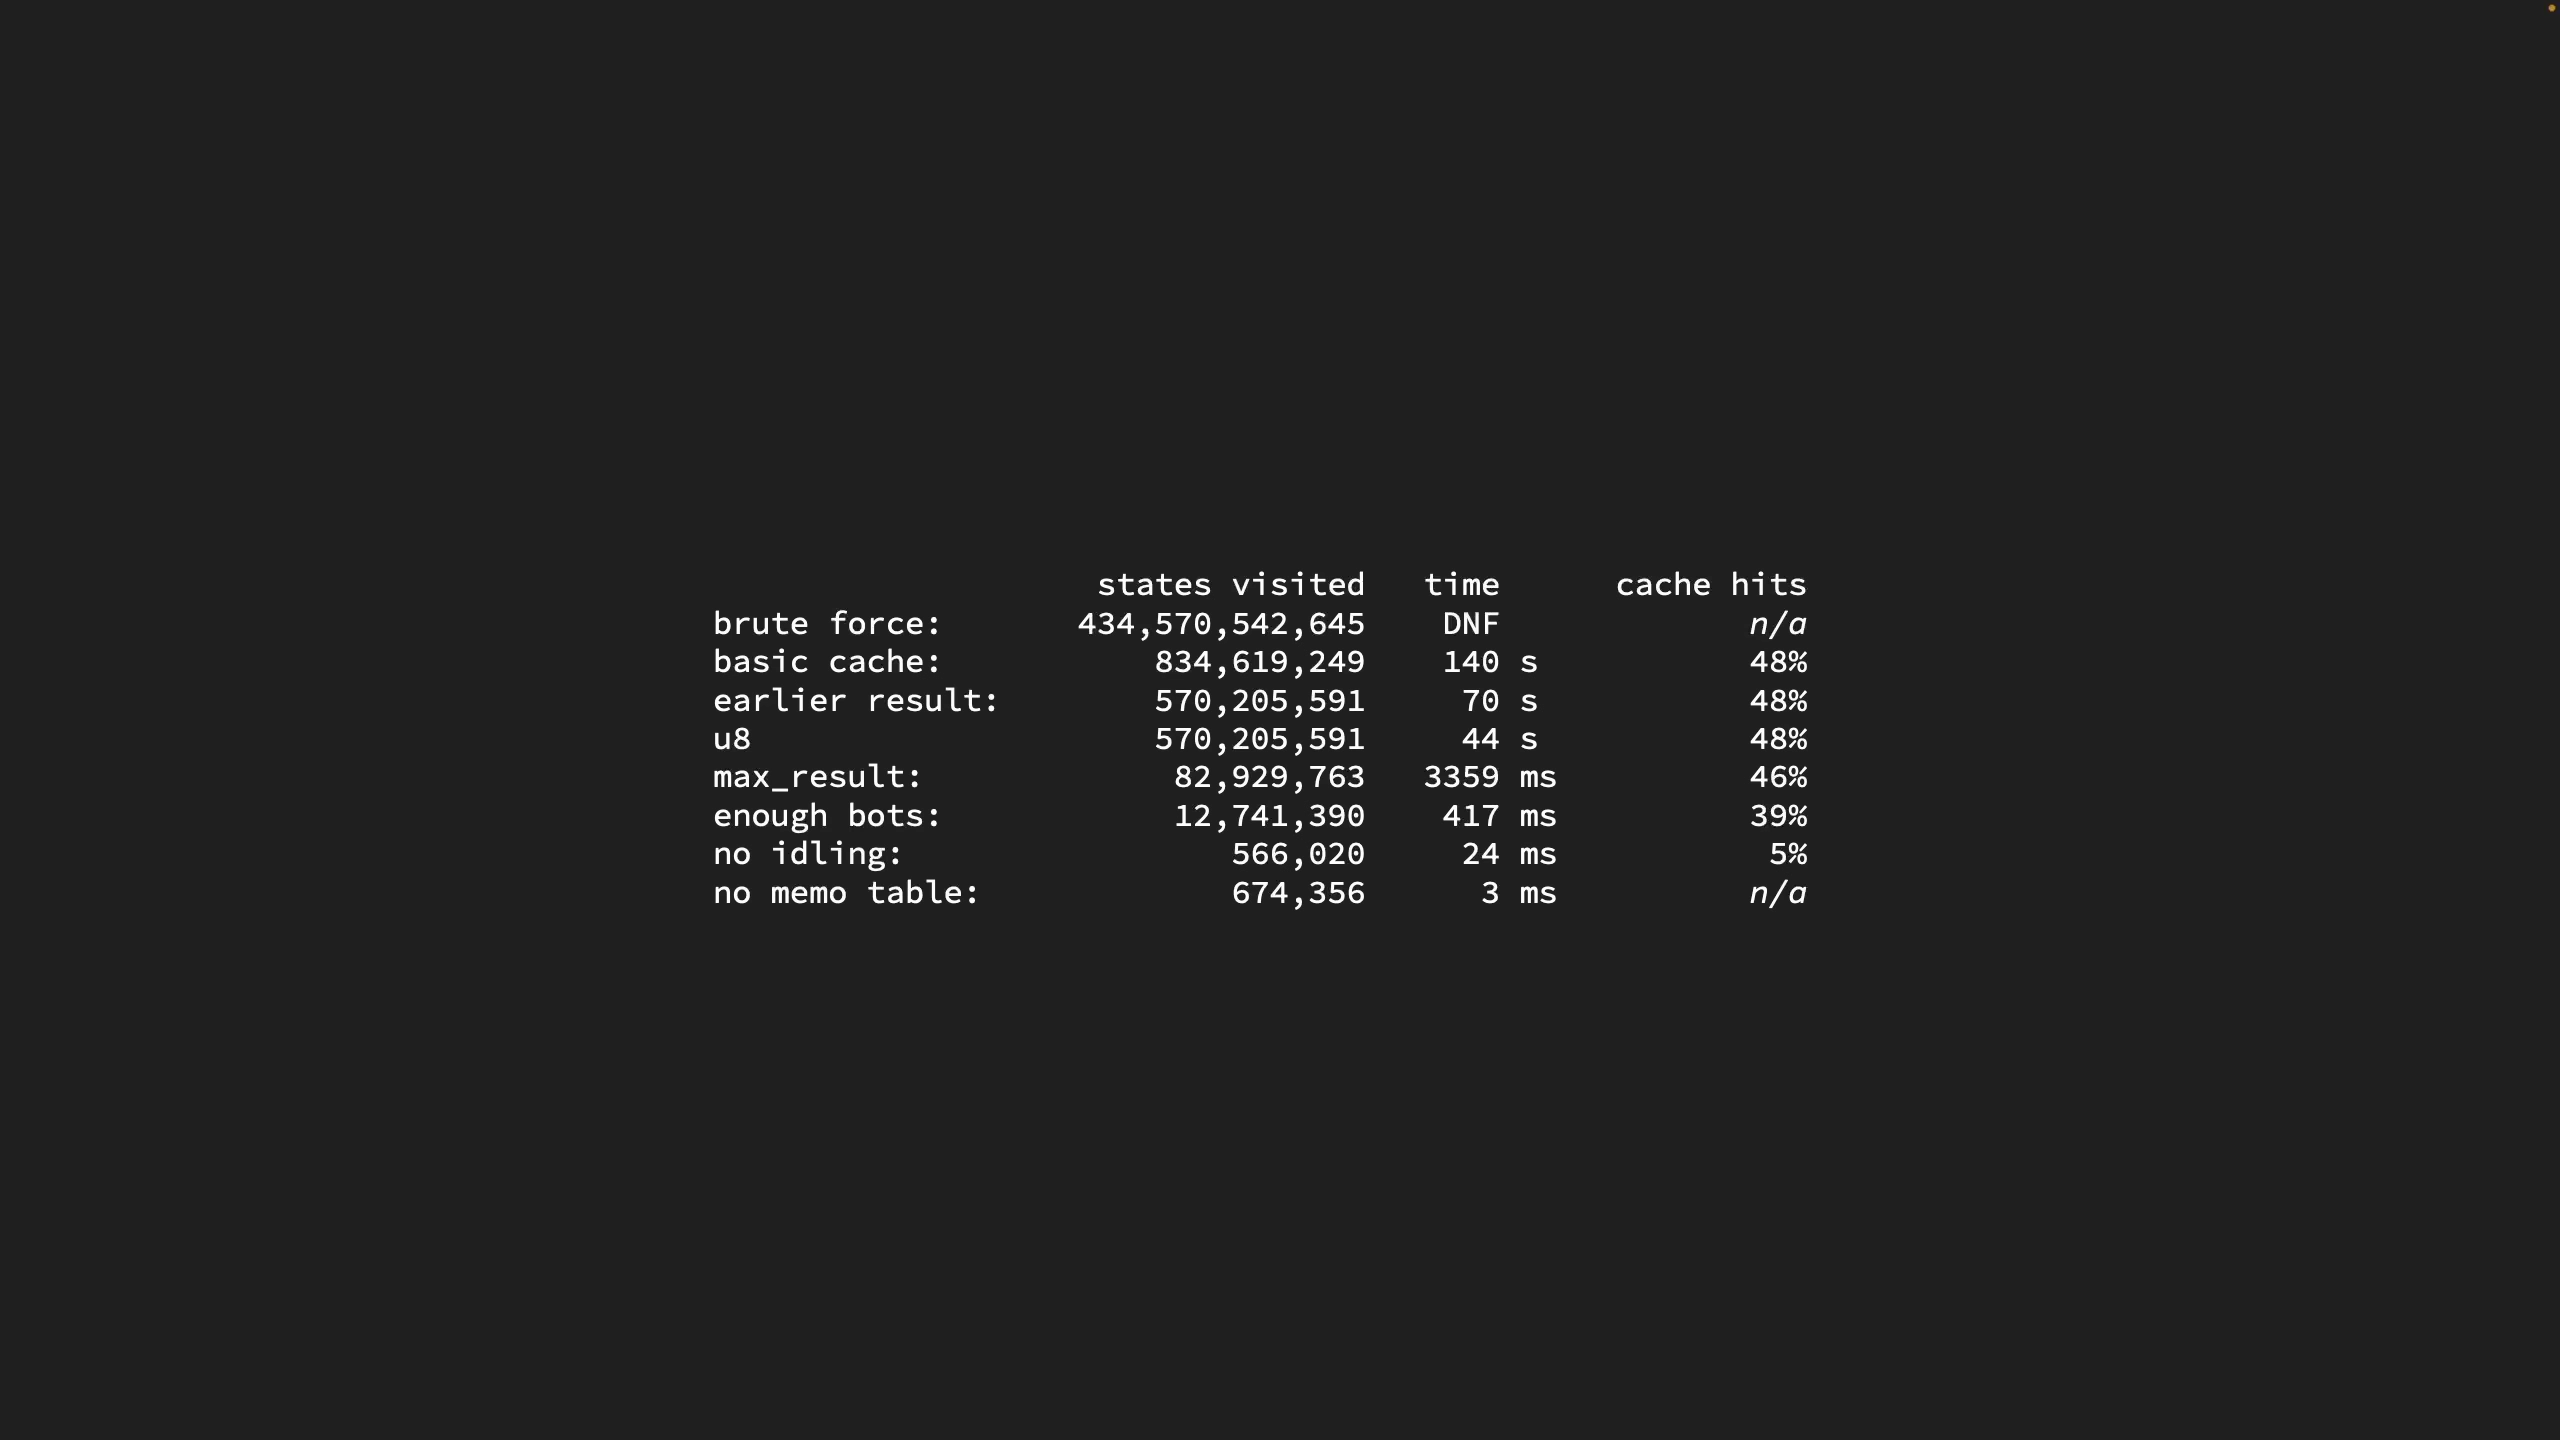 states visited time cache hits
brute force: 434,570,542,645 DNF n/a
basic cache: 834,619,249 140 s 48%
earlier result: 570,205,591 70 s 48%
u8 570,205,591 44 s 48%
max_result: 82,929,763 3359 ms 46%
enough bots: 12,741,390 417 ms 39%
no idling: 566,020 24 ms 5%
no memo table: 674,356 3 ms n/a